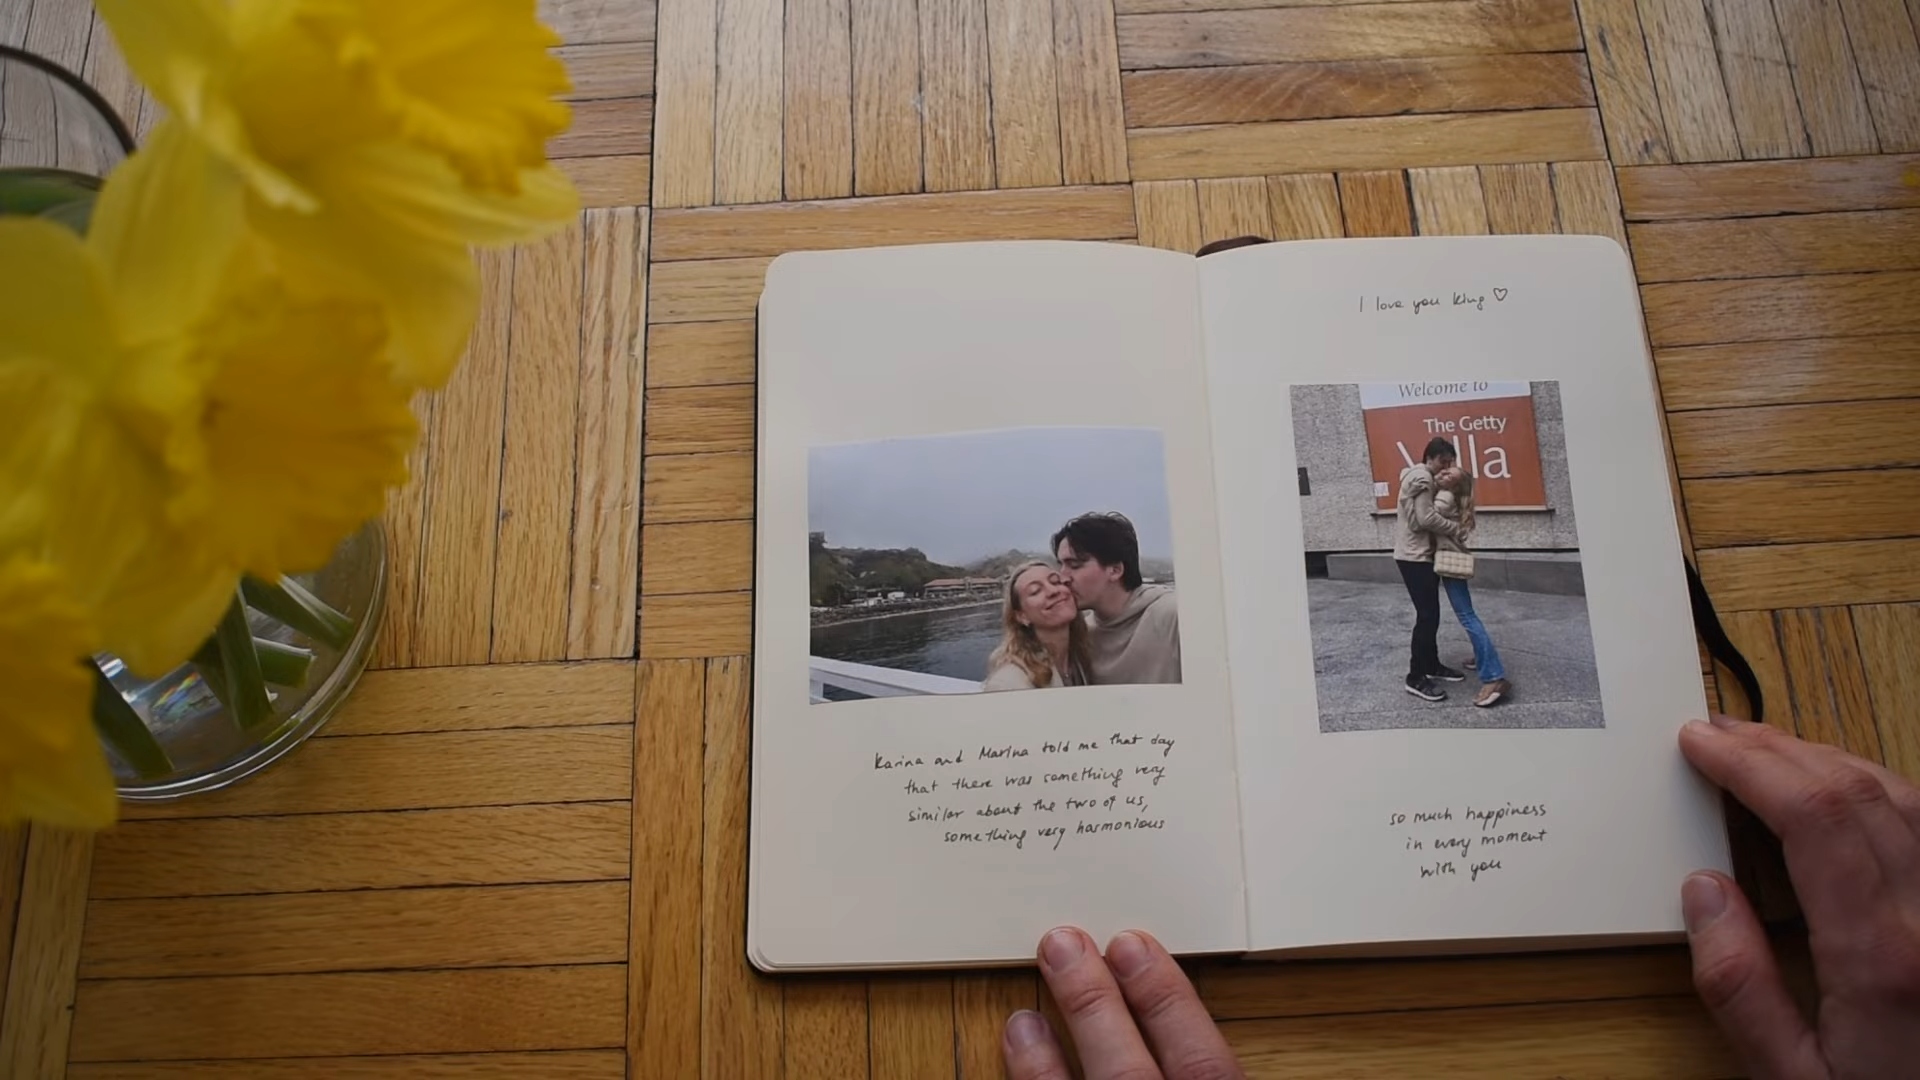 Karina and Marina told me that day
that there was something very
similar about the two of us,
something very harmonious
I love you king ♡
Welcome to
The Getty
Villa
so much happiness
in every moment
with you